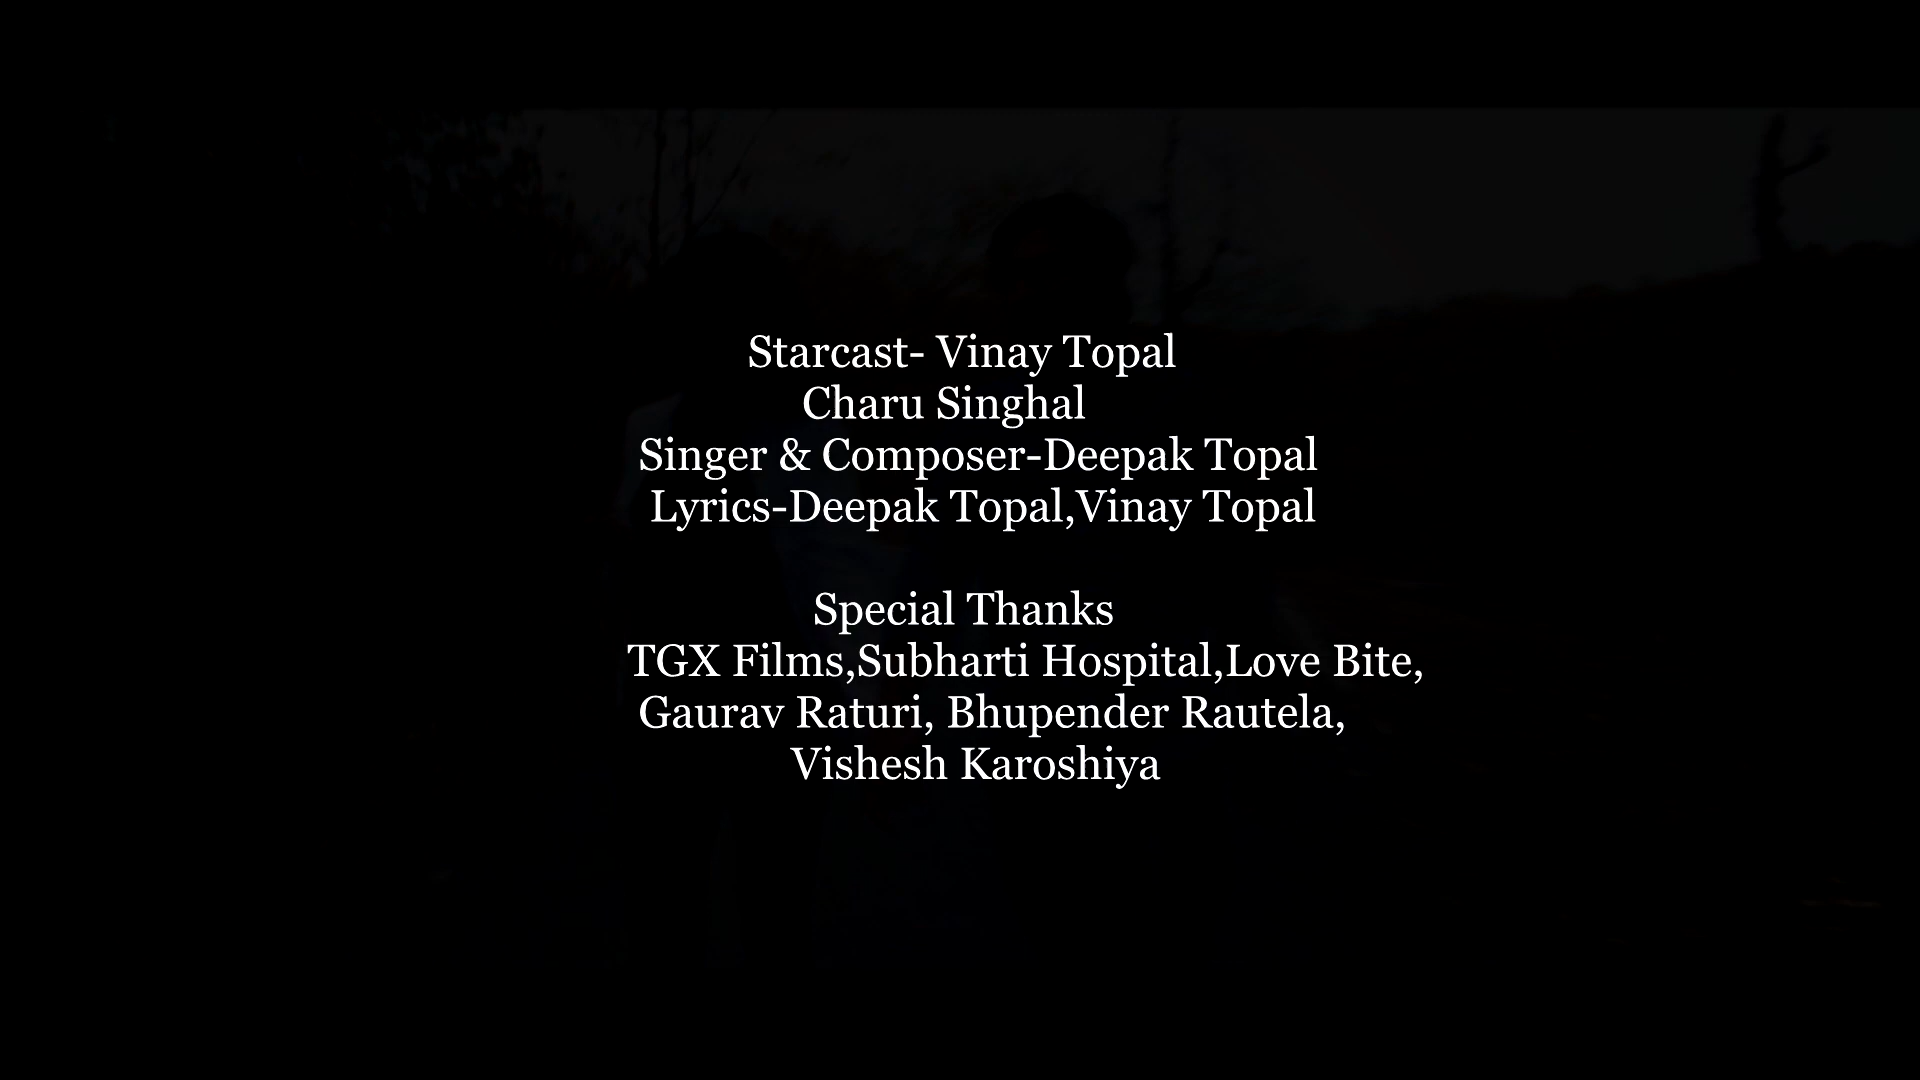 Starcast- Vinay Topal
Charu Singhal
Singer & Composer-Deepak Topal
Lyrics-Deepak Topal,Vinay Topal
Special Thanks
TGX Films,Subharti Hospital,Love Bite,
Gaurav Raturi, Bhupender Rautela,
Vishesh Karoshiya